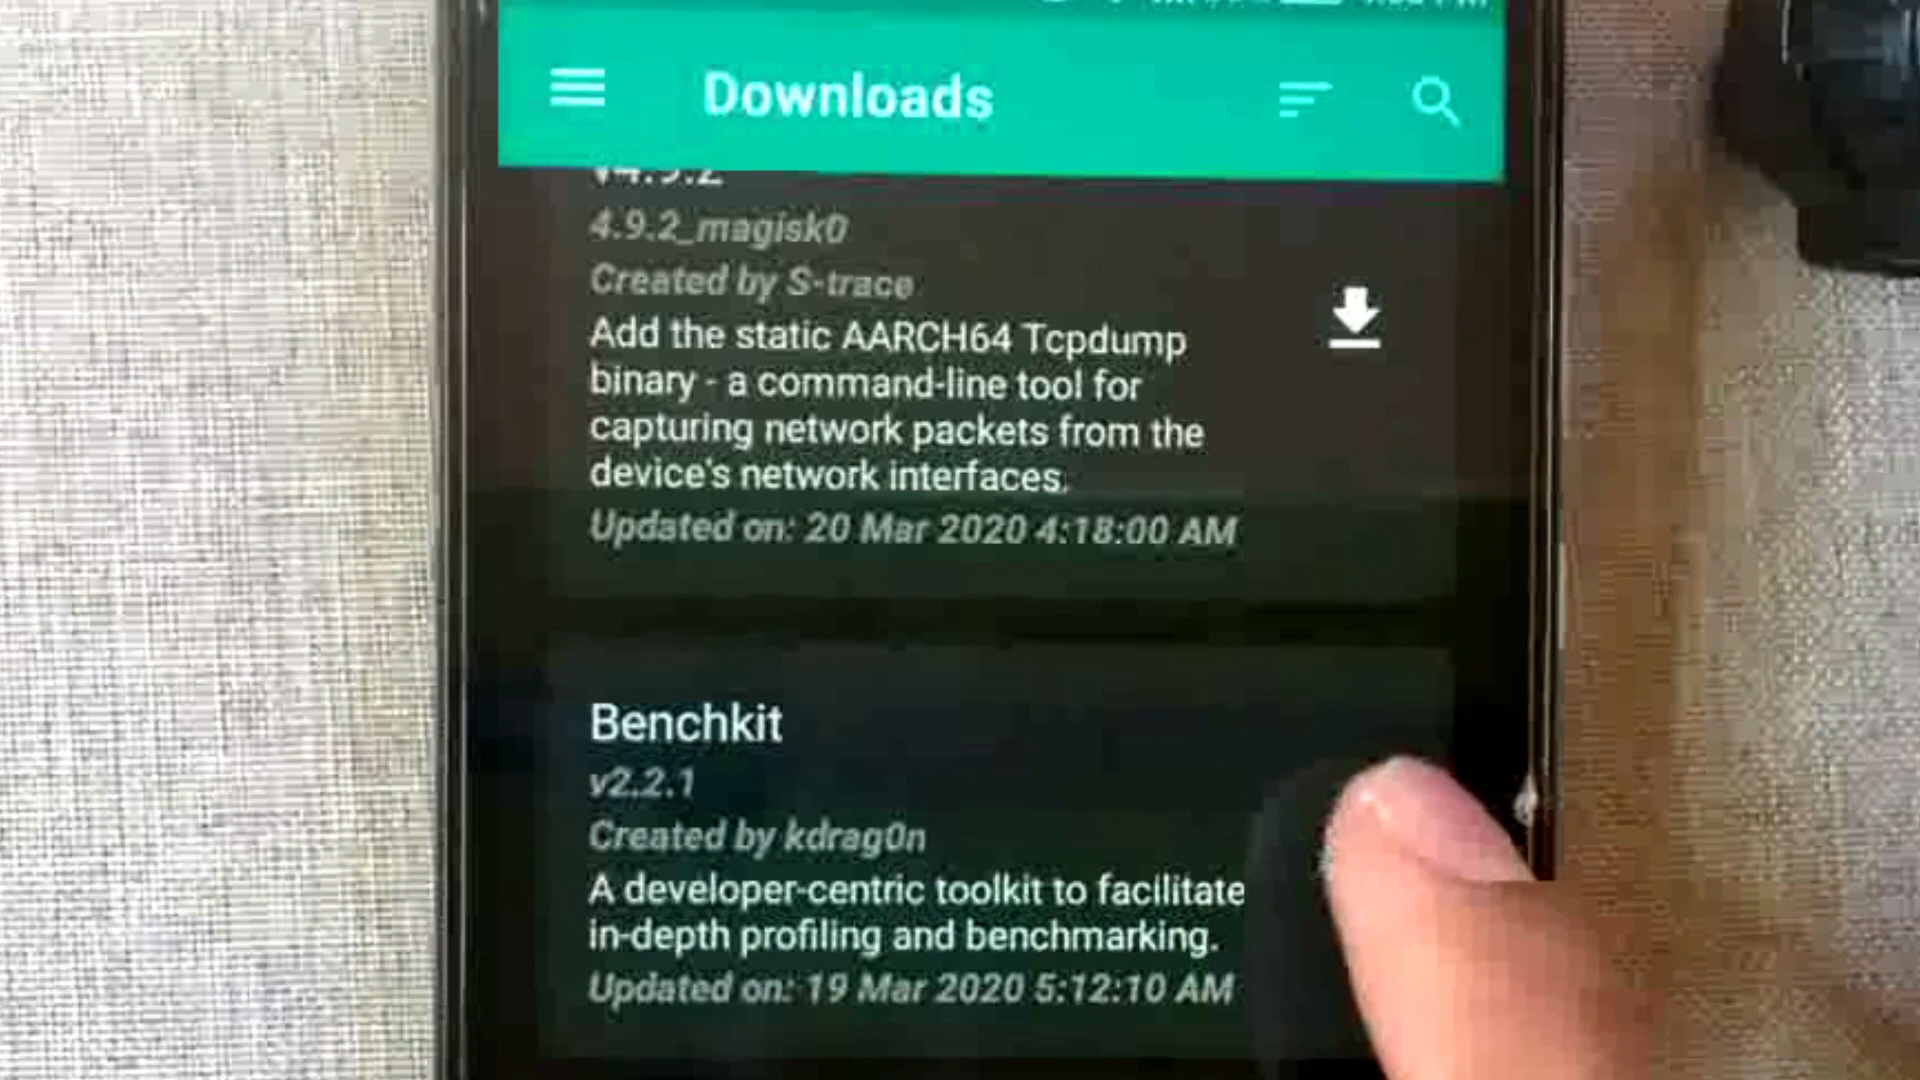 Downloads
4.9.2_magisk0
Created by S-trace
Add the static AARCH64 Tcpdump
binary - a command-line tool for
capturing network packets from the
device's network interfaces.
Updated on: 20 Mar 2020 4:18:00 AM
Benchkit
v2.2.1
Created by kdrag0n
A developer-centric toolkit to facilitate
in-depth profiling and benchmarking.
Updated on: 19 Mar 2020 5:12:10 AM